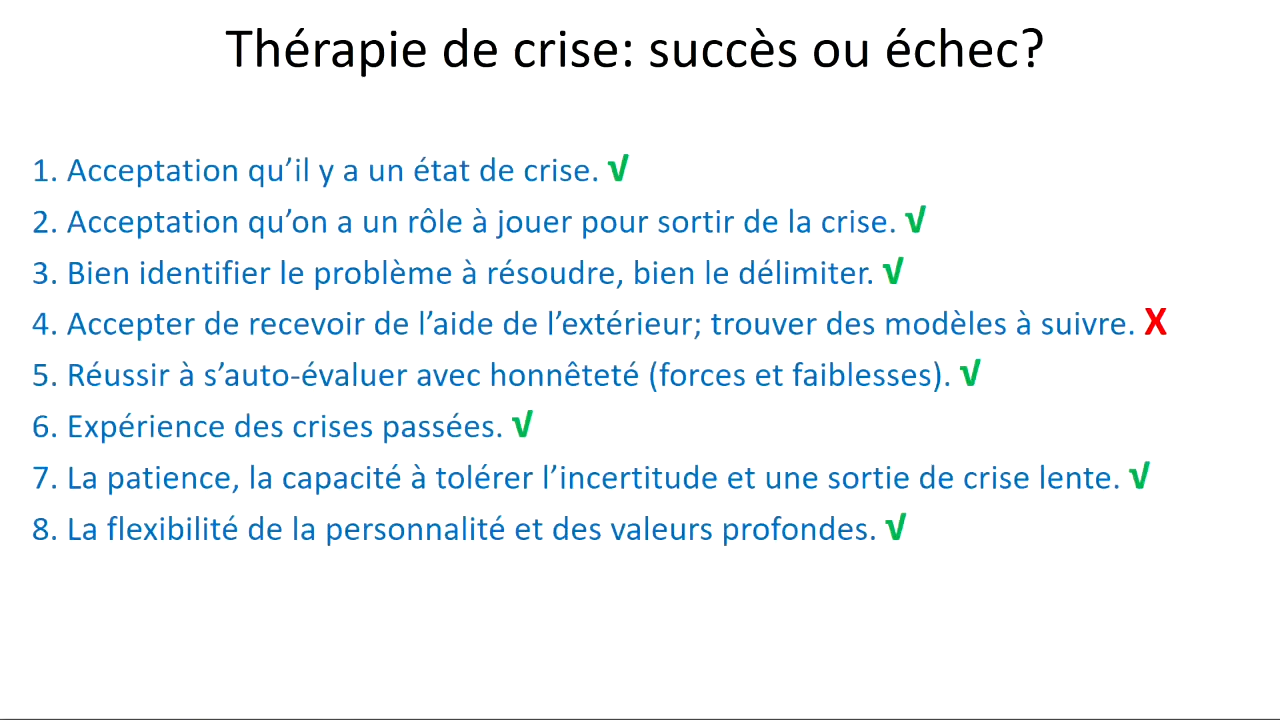 Thérapie de crise: succès ou échec?
1. Acceptation qu’il y a un état de crise. √
2. Acceptation qu’on a un rôle à jouer pour sortir de la crise. √
3. Bien identifier le problème à résoudre, bien le délimiter. √
4. Accepter de recevoir de l’aide de l’extérieur; trouver des modèles à suivre. X
5. Réussir à s’auto-évaluer avec honnêteté (forces et faiblesses). √
6. Expérience des crises passées. √
7. La patience, la capacité à tolérer l’incertitude et une sortie de crise lente. √
8. La flexibilité de la personnalité et des valeurs profondes. √